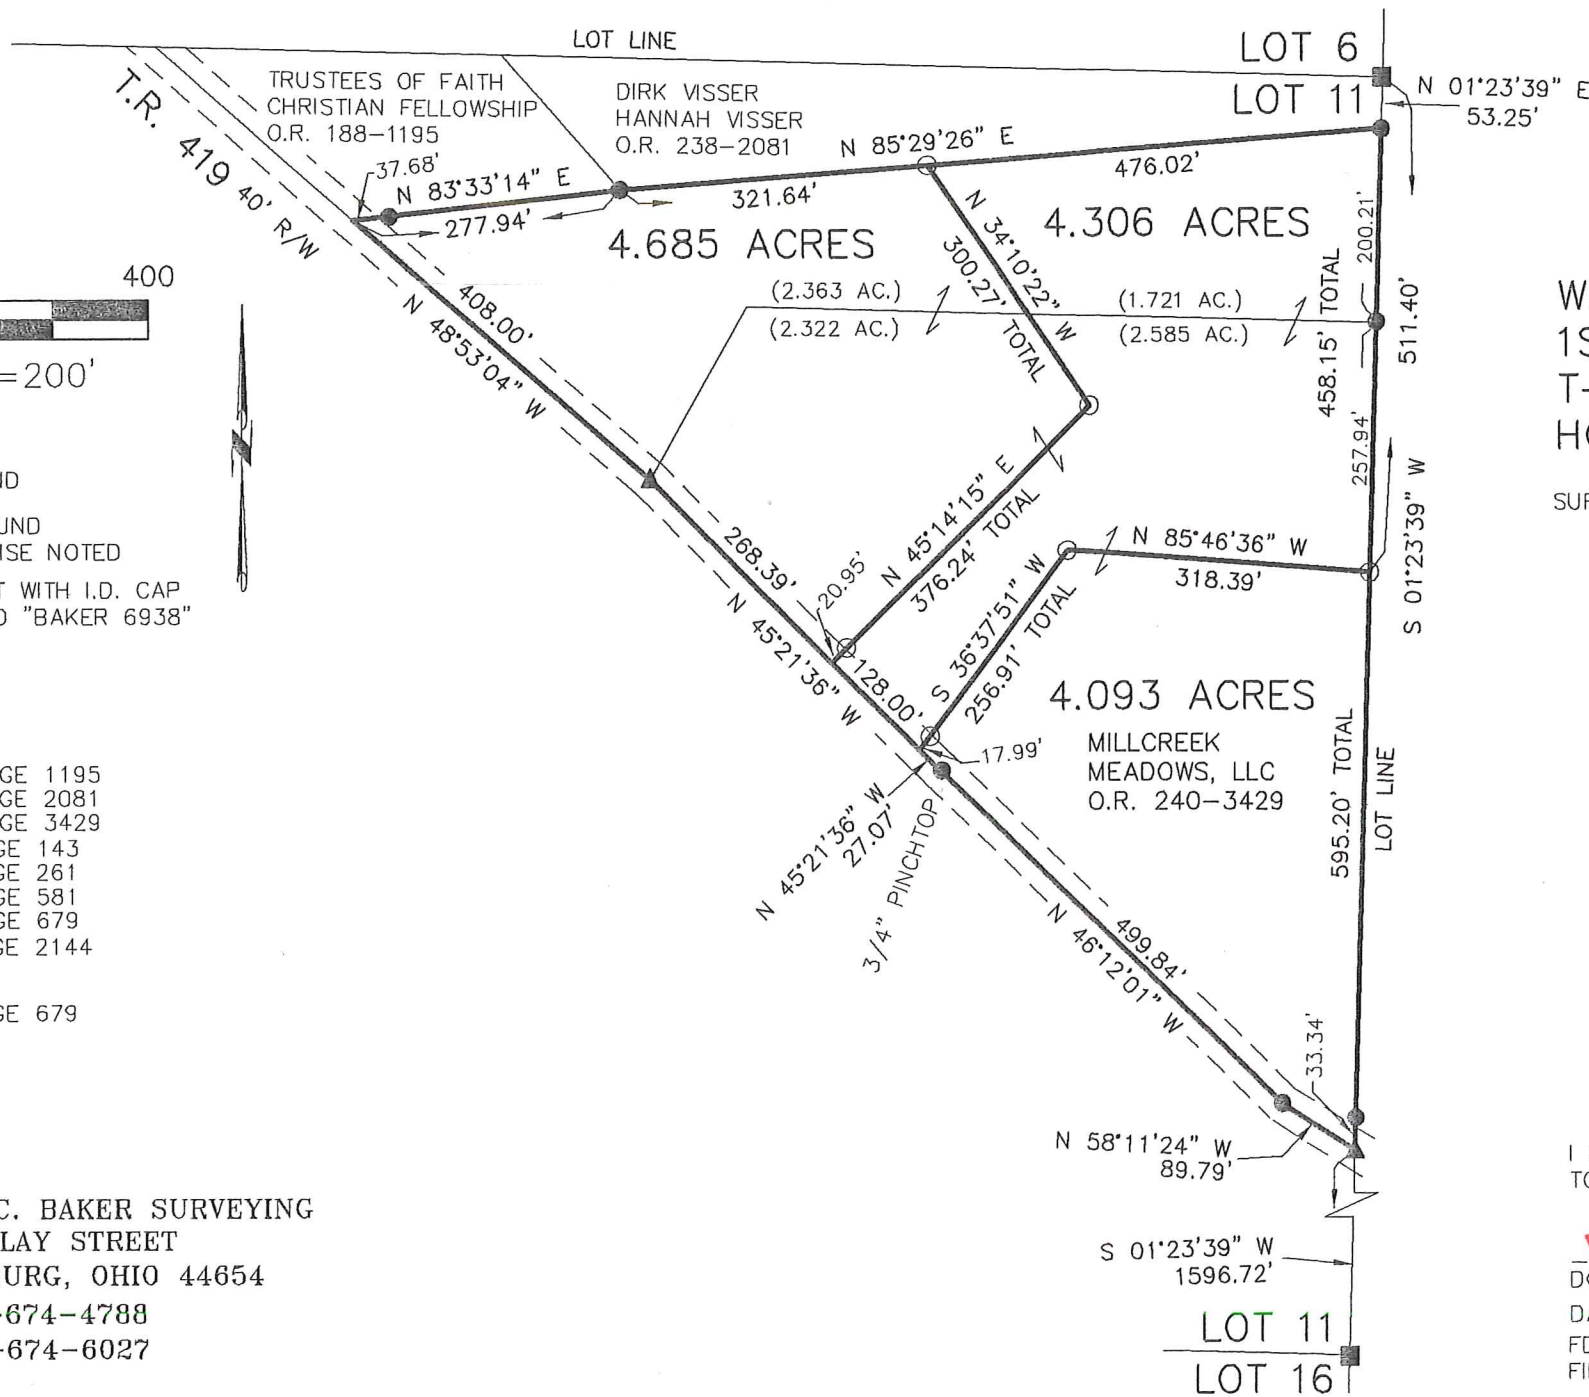 LOT LINE
LOT 6
LOT 11
N 01°23'39" E
53.25'
TRUSTEES OF FAITH
CHRISTIAN FELLOWSHIP
O.R. 188-1195
DIRK VISSER
HANNAH VISSER
O.R. 238-2081
T.R. 419
40' R/W
37.68'
N 83°33'14" E
277.94'
N 85°29'26" E
321.64'
476.02'
4.685 ACRES
4.306 ACRES
N 34°10'22" W
300.27' TOTAL
(2.363 AC.)
(2.322 AC.)
(1.721 AC.)
(2.585 AC.)
200.21'
458.15' TOTAL
511.40'
257.94'
S 01°23'39" W
400
=200'
408.00'
N 48°53'04" W
268.39'
N 45°21'36" W
20.95'
N 45°14'15" E
376.24' TOTAL
128.00'
S 36°37'51" W
256.91' TOTAL
N 85°46'36" W
318.39'
4.093 ACRES
MILLCREEK
MEADOWS, LLC
O.R. 240-3429
17.99'
N 45°21'36" W
27.07'
3/4" PINCHTOP
499.84'
N 46°12'01" W
595.20' TOTAL
LOT LINE
33.34'
N 58°11'24" W
89.79'
S 01°23'39" W
1596.72'
LOT 11
LOT 16
ND
UND
ISE NOTED
T WITH I.D. CAP
D "BAKER 6938"
GE 1195
GE 2081
GE 3429
GE 143
GE 261
GE 581
GE 679
GE 2144
GE 679
C. BAKER SURVEYING
LAY STREET
URG, OHIO 44654
-674-4788
-674-6027
W
1S
T-
HO
SUR
I
TO
DA
FI